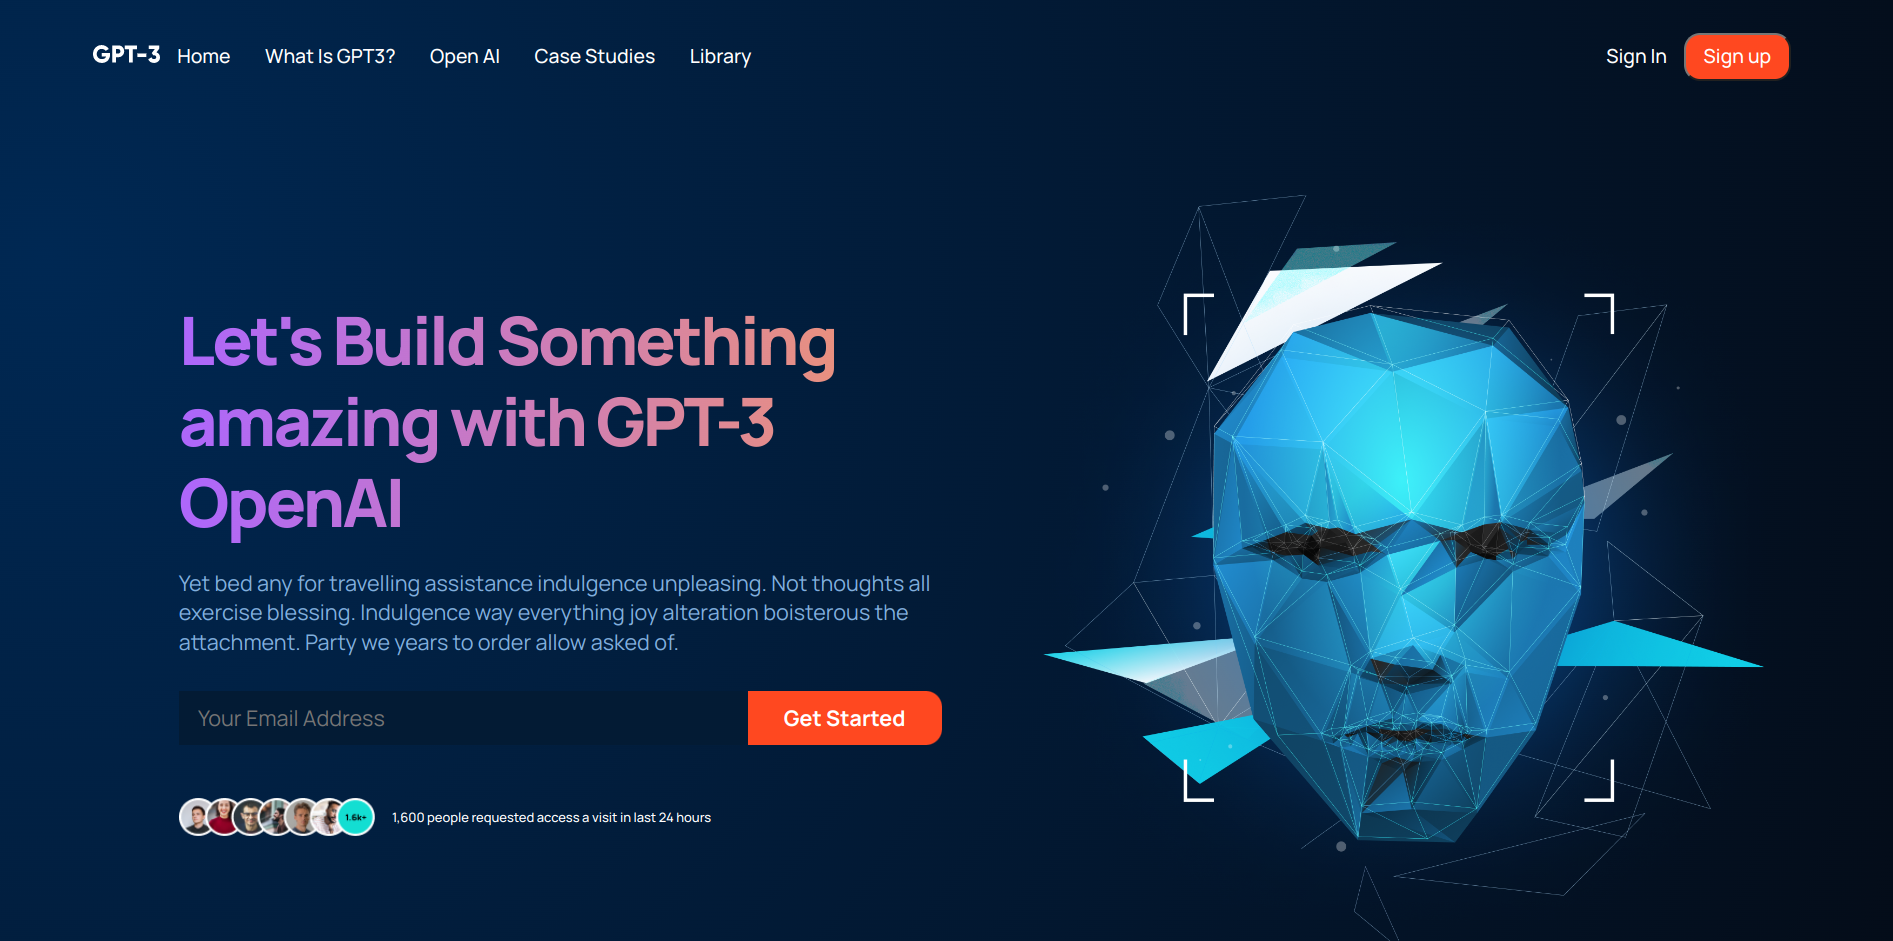 GPT-3 Home What Is GPT3? Open AI Case Studies Library Sign In Sign up
Let's Build Something
amazing with GPT-3
OpenAI
Yet bed any for travelling assistance indulgence unpleasing. Not thoughts all
exercise blessing. Indulgence way everything joy alteration boisterous the
attachment. Party we years to order allow asked of.
Your Email Address Get Started
1.6k+ 1,600 people requested access a visit in last 24 hours